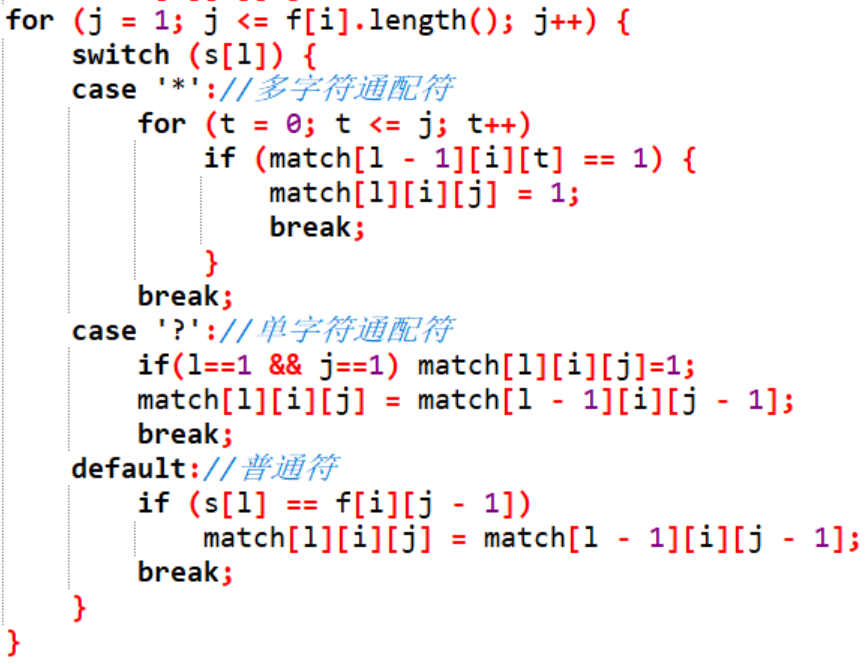 for (j = 1; j <= f[i].length(); j++) {
switch (s[l]) {
case '*'://多字符通配符
for (t = 0; t <= j; t++)
if (match[l - 1][i][t] == 1) {
match[l][i][j] = 1;
break;
}
break;
case '?'://单字符通配符
if(l==1 && j==1) match[l][i][j]=1;
match[l][i][j] = match[l - 1][i][j - 1];
break;
default://普通符
if (s[l] == f[i][j - 1])
match[l][i][j] = match[l - 1][i][j - 1];
break;
}
}